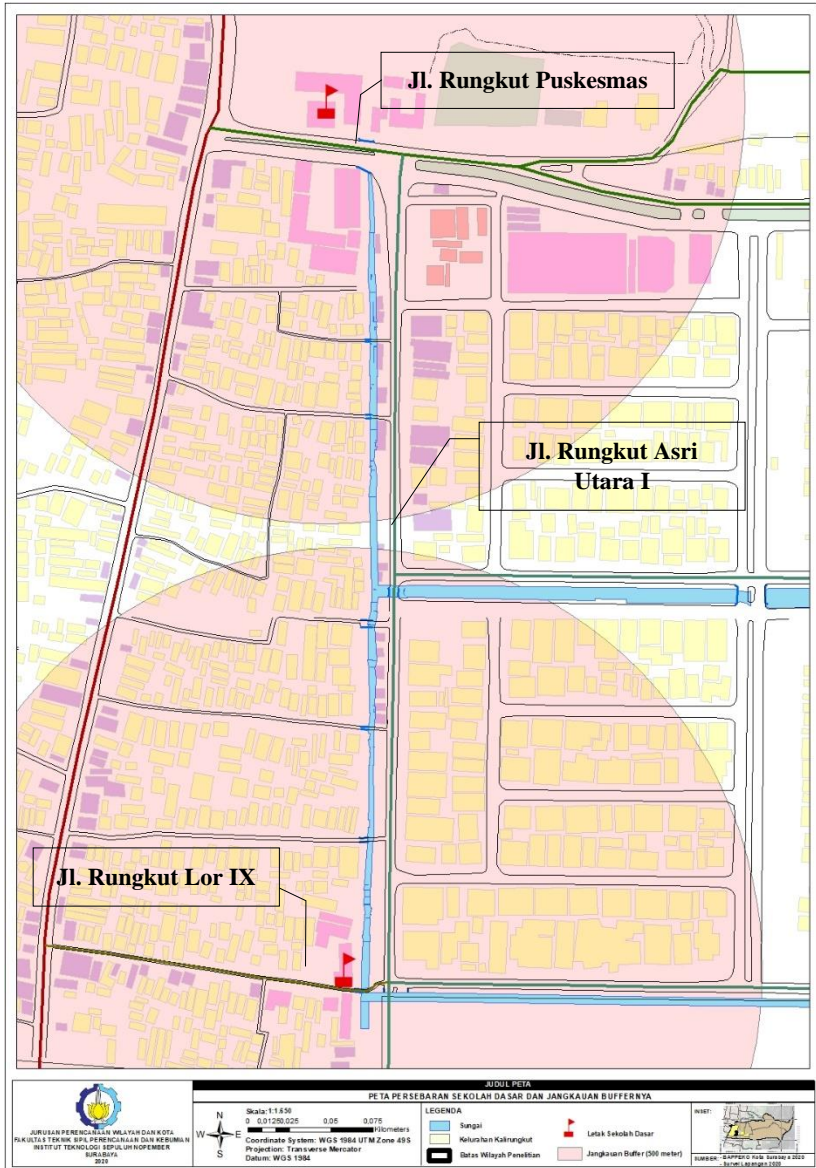 Jl. Rungkut Puskesmas
Jl. Rungkut Asri
Utara I
Jl. Rungkut Lor IX
JUDUL PETA
PETA PERSEBARAN SEKOLAH DASAR DAN JANGKAUAN BUFFERNYA
JURUSAN PERENCANAAN WILAYAH DAN KOTA
FAKULTAS TEKNIK SIPIL PERENCANAAN DAN KEBUMIAN
INSTITUT TEKNOLOGI SEPULUH NOPEMBER
SURABAYA
2020
N
W E
S
Skala: 1:1.650
0 0,01250,025 0,05 0,075
Kilometers
Coordinate System: WGS 1984 UTM Zone 49S
Projection: Transverse Mercator
Datum: WGS 1984
LEGENDA
Sungai
Kelurahan Kalirungkut
Batas Wilayah Penelitian
Letak Sekolah Dasar
Jangkauan Buffer (500 meter)
INSET:
SUMBER: - BAPPEKO Kota Surabaya 2020
- Survei Lapangan 2020